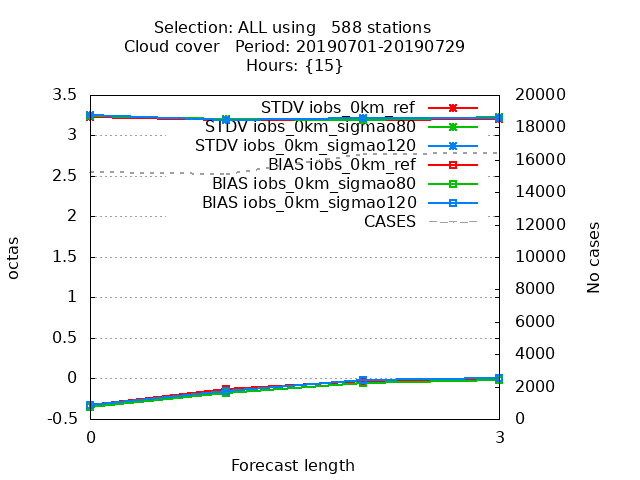 Selection: ALL using   588 stations
Cloud cover   Period: 20190701-20190729
Hours: {15}
3.5
3
2.5
2
1.5
1
0.5
0
-0.5
octas
STDV iobs_0km_ref
STDV iobs_0km_sigmao80
STDV iobs_0km_sigmao120
BIAS iobs_0km_ref
BIAS iobs_0km_sigmao80
BIAS iobs_0km_sigmao120
CASES
20000
18000
16000
14000
12000
10000
8000
6000
4000
2000
0
No cases
0
3
Forecast length